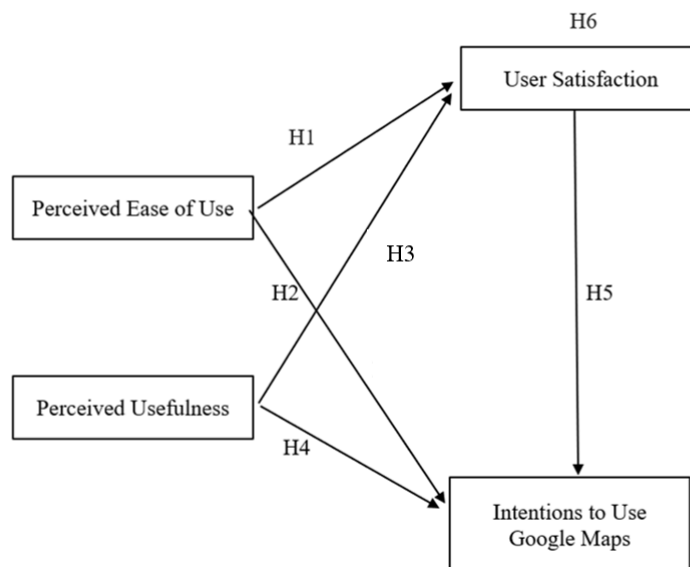 H6
User Satisfaction
H1
Perceived Ease of Use
H3
H2
H5
Perceived Usefulness
H4
Intentions to Use
Google Maps